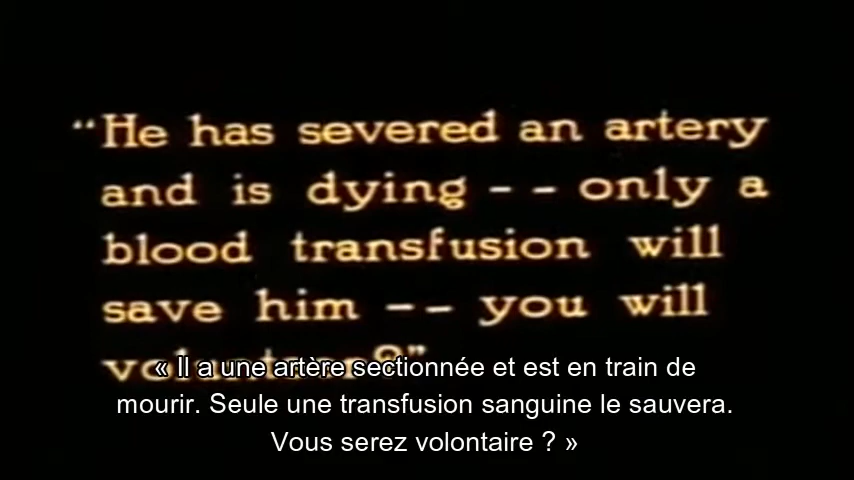 "He has severed an artery
and is dying -- only a
blood transfusion will
save him -- you will
volunteer?"
« Il a une artère sectionnée et est en train de
mourir. Seule une transfusion sanguine le sauvera.
Vous serez volontaire ? »